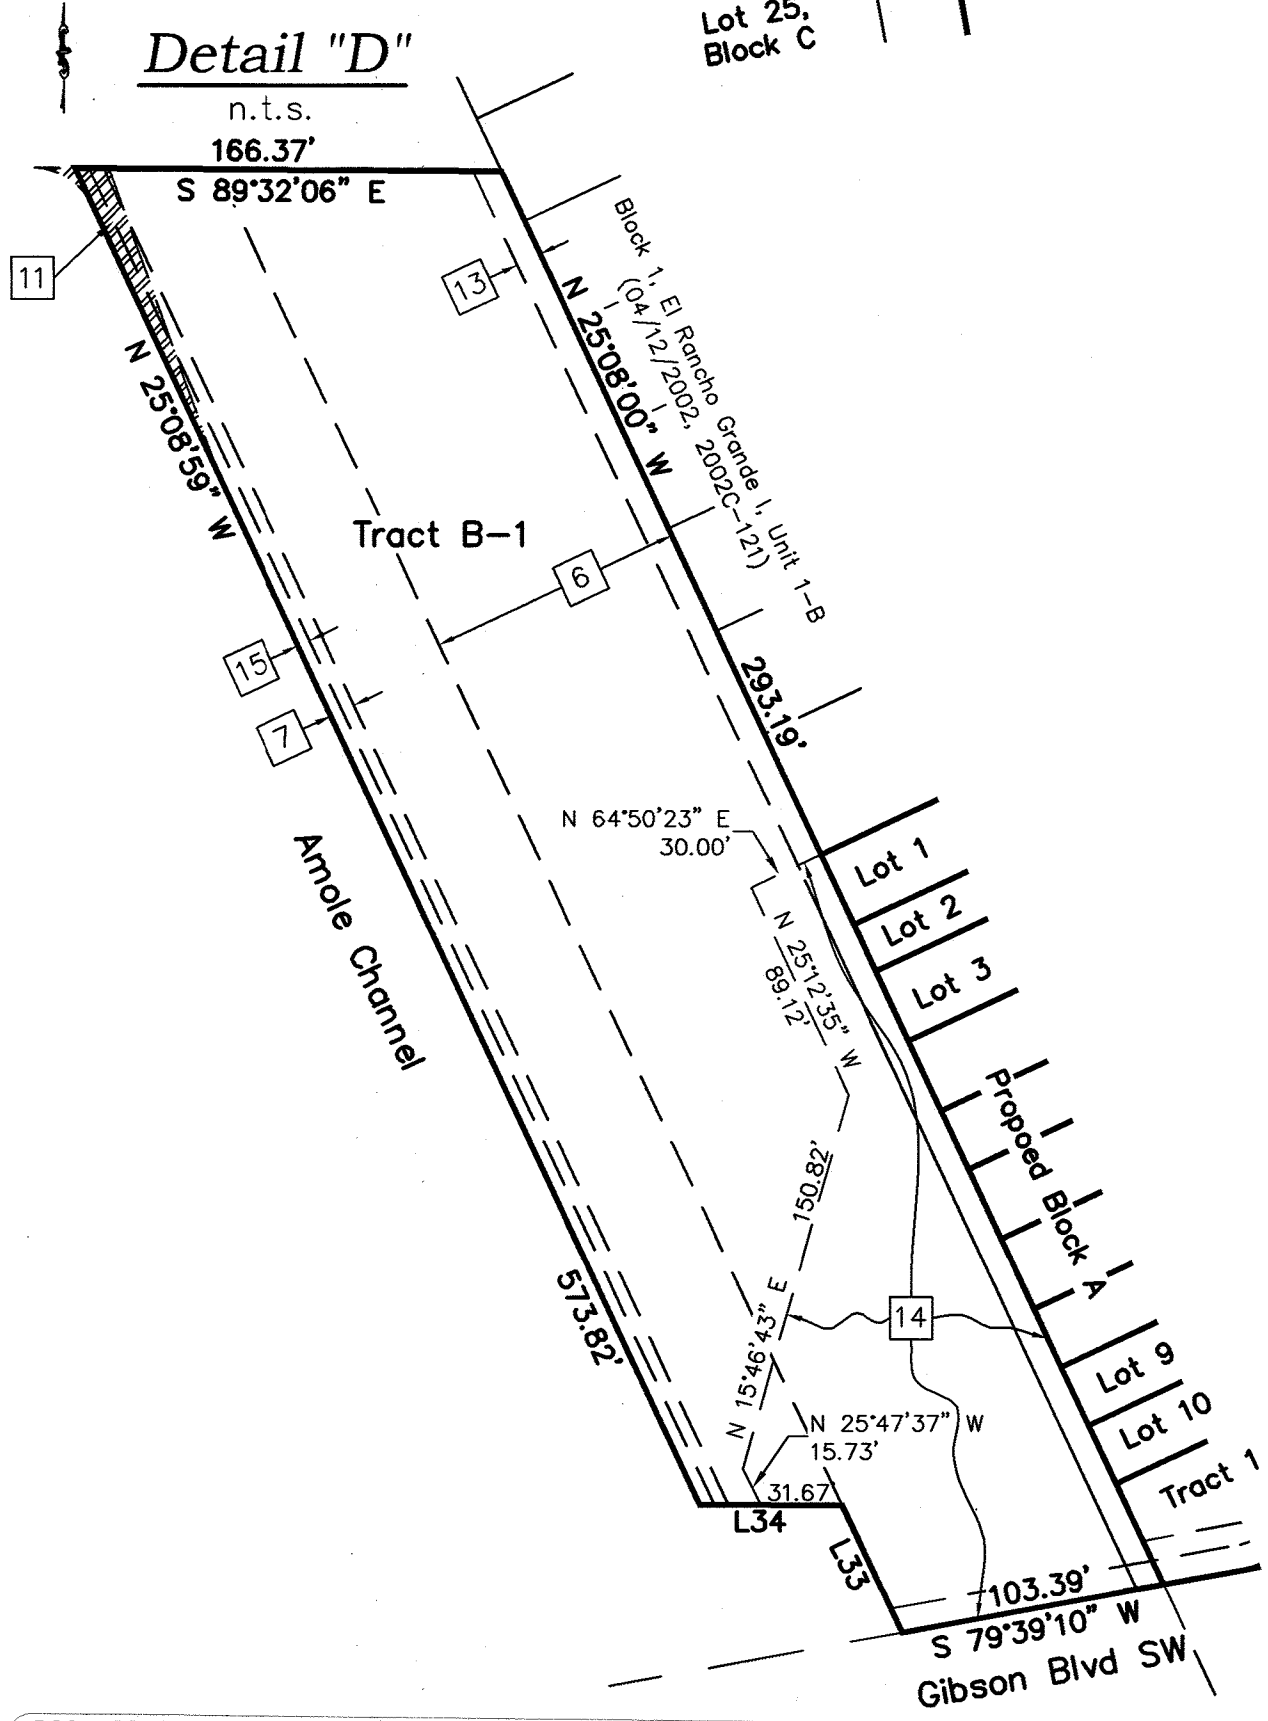 Lot 25,
Block C
Detail "D"
n.t.s.
166.37'
S 89°32'06" E
11
13
N 25°08'00" W
Block 1, El Rancho Grande I, Unit 1-B
(04/12/2002, 2002C-121)
N 25°08'59" W
Tract B-1
6
15
7
293.19'
N 64°50'23" E
30.00'
Lot 1
Lot 2
Lot 3
N 25°12'35" W
89.12'
Amole Channel
Propoed Block A
150.82'
N 15°46'43" E
14
573.82'
Lot 9
Lot 10
Tract 1
N 25°47'37" W
15.73'
31.67'
L34
L33
103.39'
S 79°39'10" W
Gibson Blvd SW